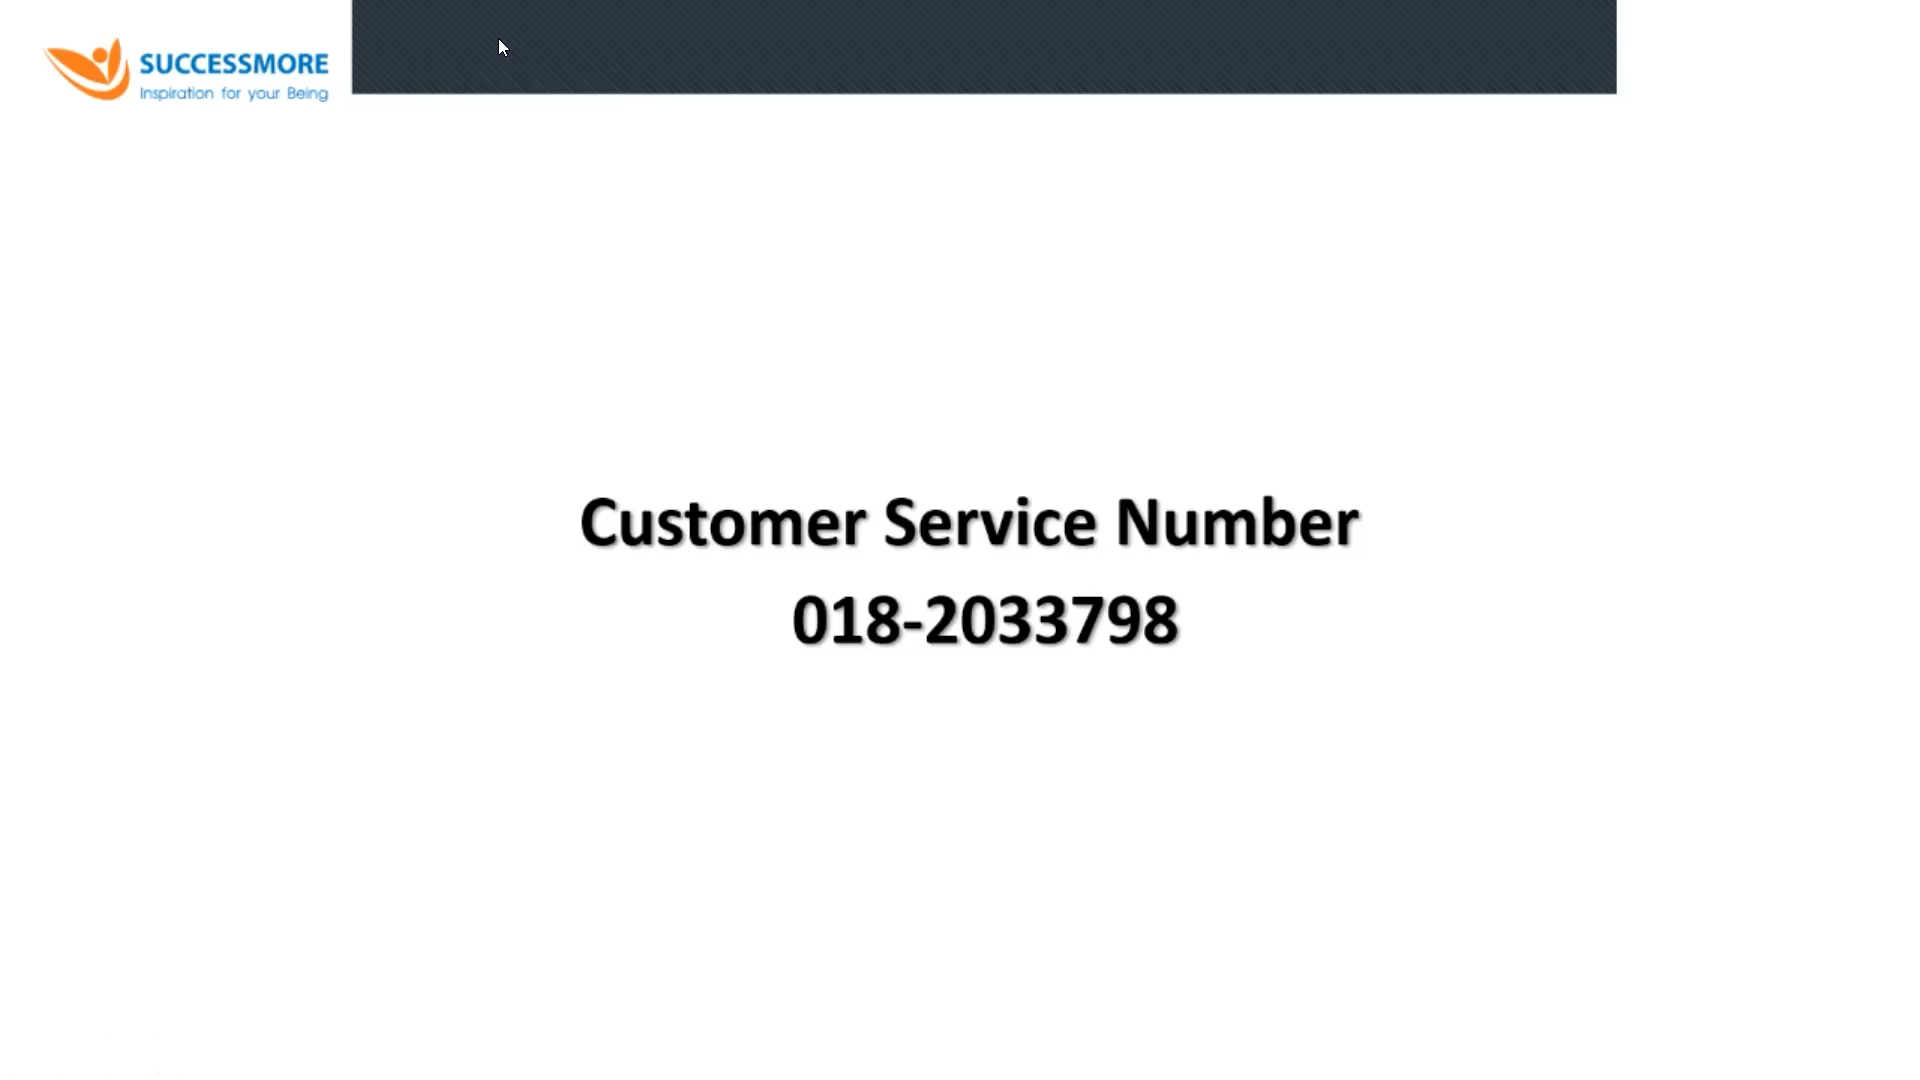 SUCCESSMORE
Inspiration for your Being
Customer Service Number
018-2033798